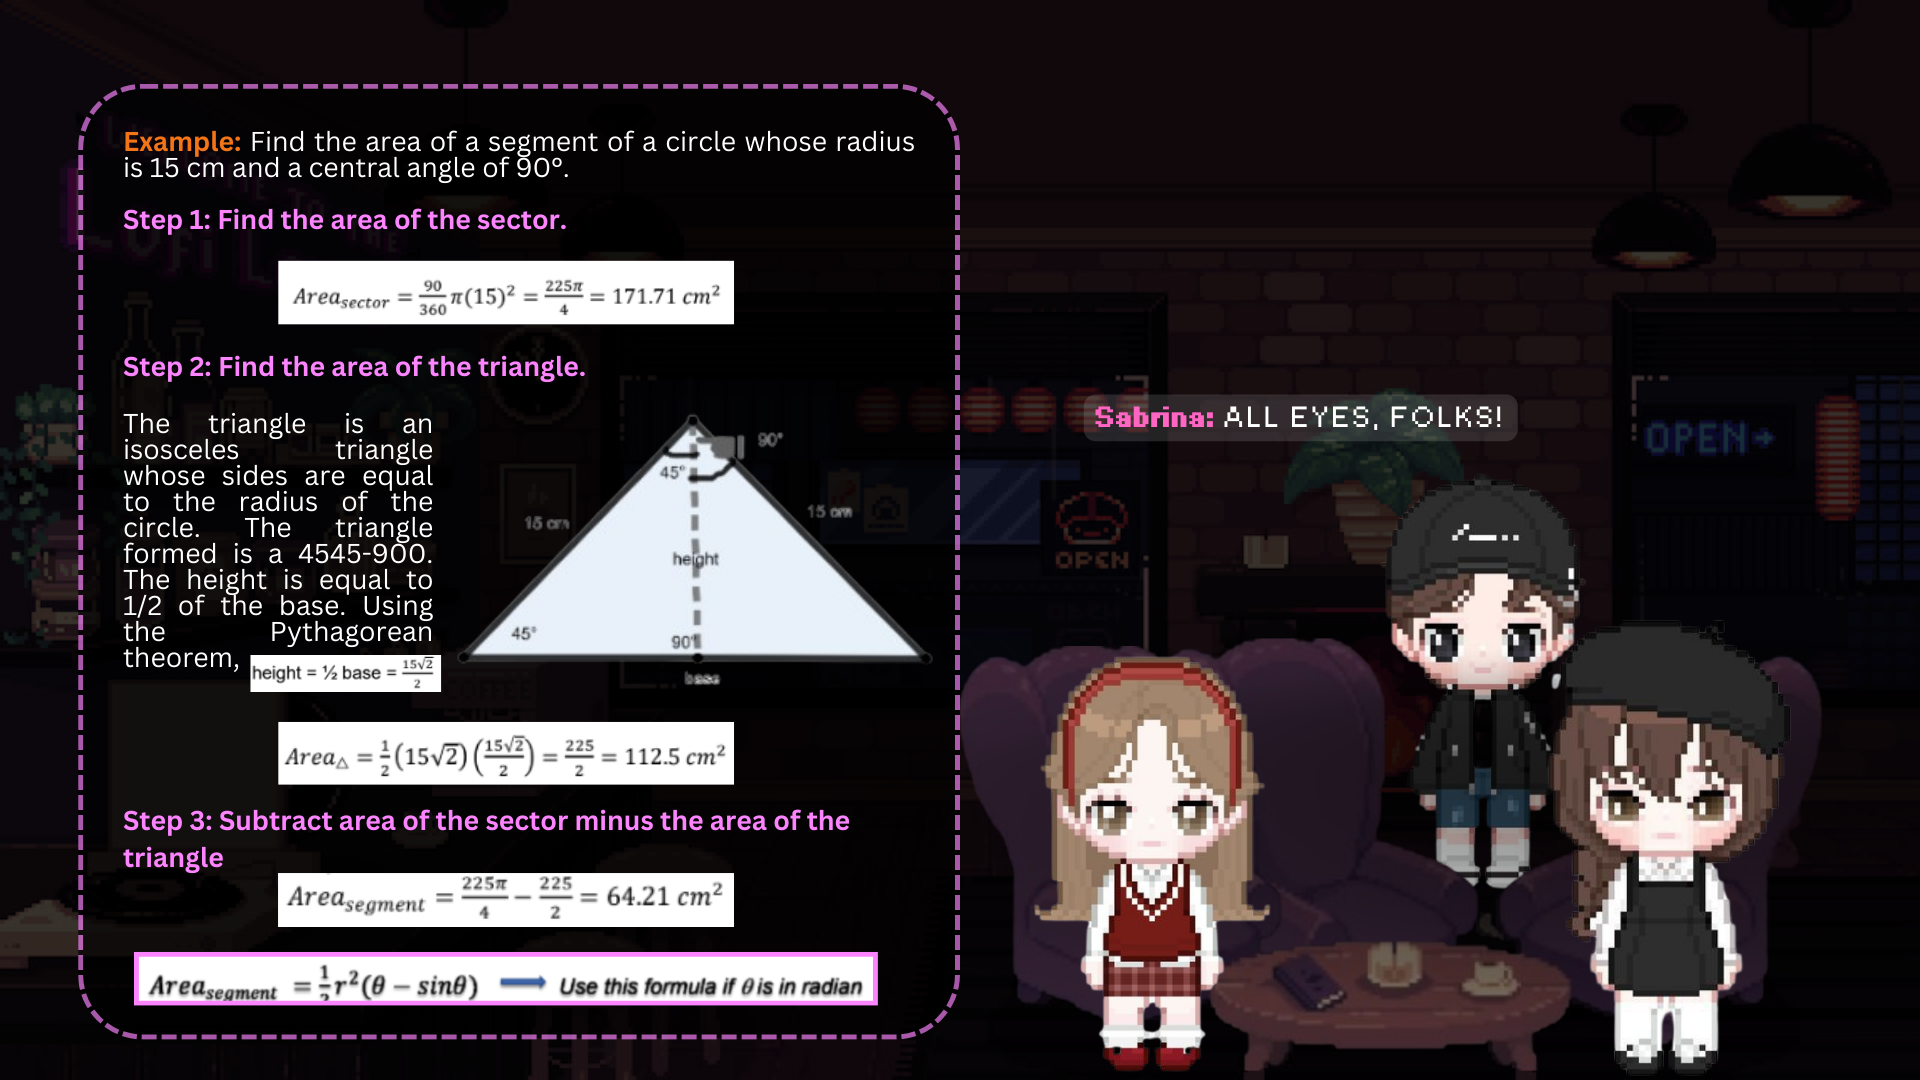 Example: Find the area of a segment of a circle whose radius
is 15 cm and a central angle of 90°.
Step 1: Find the area of the sector.
Area_sector = 90/360 π(15)² = 225π/4 = 171.71 cm²
Step 2: Find the area of the triangle.
The triangle is an
isosceles triangle
whose sides are equal
to the radius of the
circle. The triangle
formed is a 4545-900.
The height is equal to
1/2 of the base. Using
the Pythagorean
theorem,
height = ½ base = 15√2/2
90°
45°
15 cm
15 cm
height
45°
90°
base
Area△ = 1/2 (15√2) (15√2/2) = 225/2 = 112.5 cm²
Step 3: Subtract area of the sector minus the area of the
triangle
Area_segment = 225π/4 − 225/2 = 64.21 cm²
Area_segment = 1/2 r²(θ − sinθ) Use this formula if θ is in radian
Sabrina: ALL EYES, FOLKS!
OPEN
OPEN
COFFEE